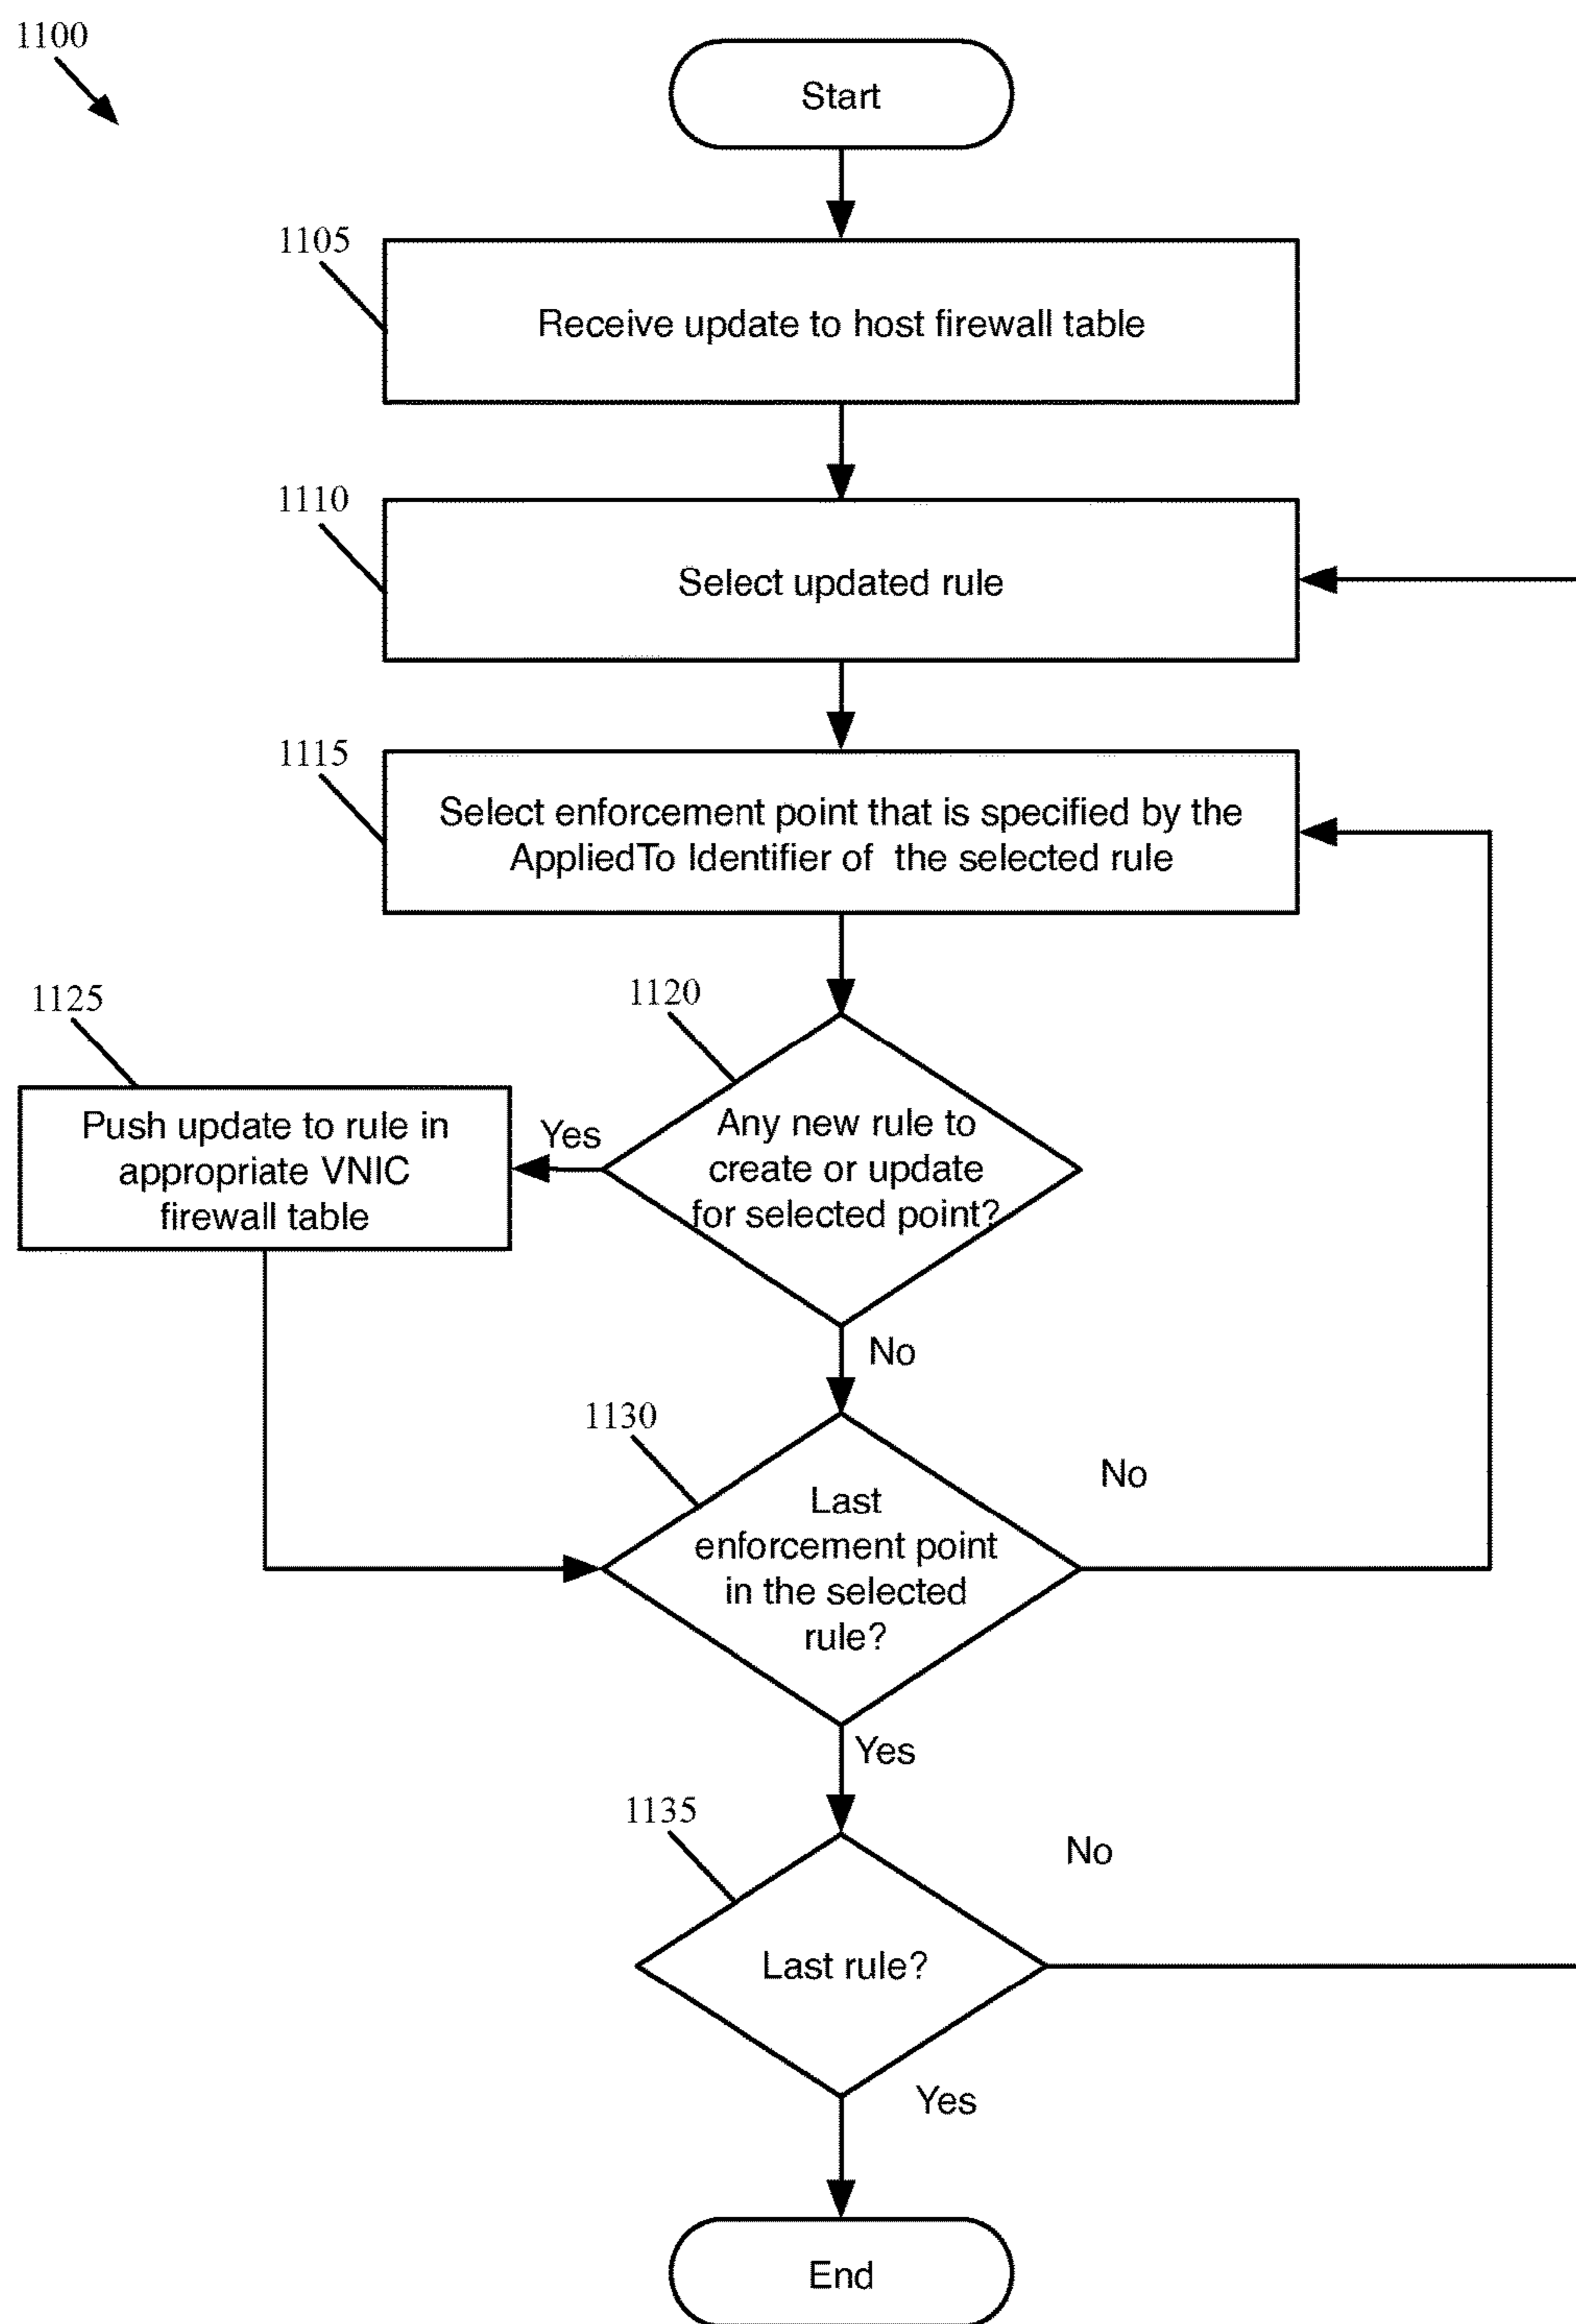 1100
Start
1105
Receive update to host firewall table
1110
Select updated rule
1115
Select enforcement point that is specified by the
AppliedTo Identifier of the selected rule
1120
Any new rule to
create or update
for selected point?
Yes
1125
Push update to rule in
appropriate VNIC
firewall table
No
1130
Last
enforcement point
in the selected
rule?
No
Yes
1135
Last rule?
No
Yes
End